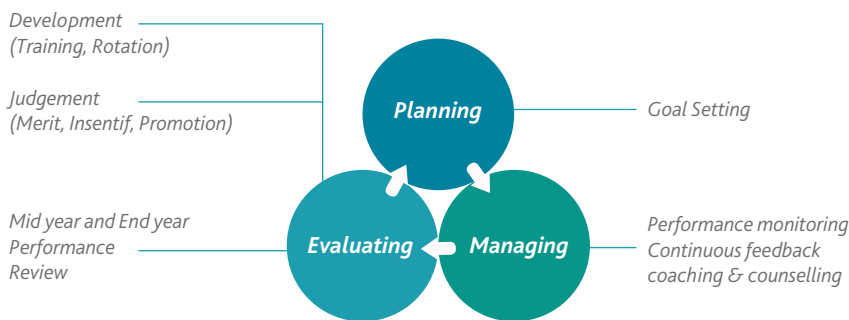 Development
(Training, Rotation)
Judgement
(Merit, Insentif, Promotion)
Mid year and End year
Performance
Review
Planning
Evaluating
Managing
Goal Setting
Performance monitoring
Continuous feedback
coaching & counselling